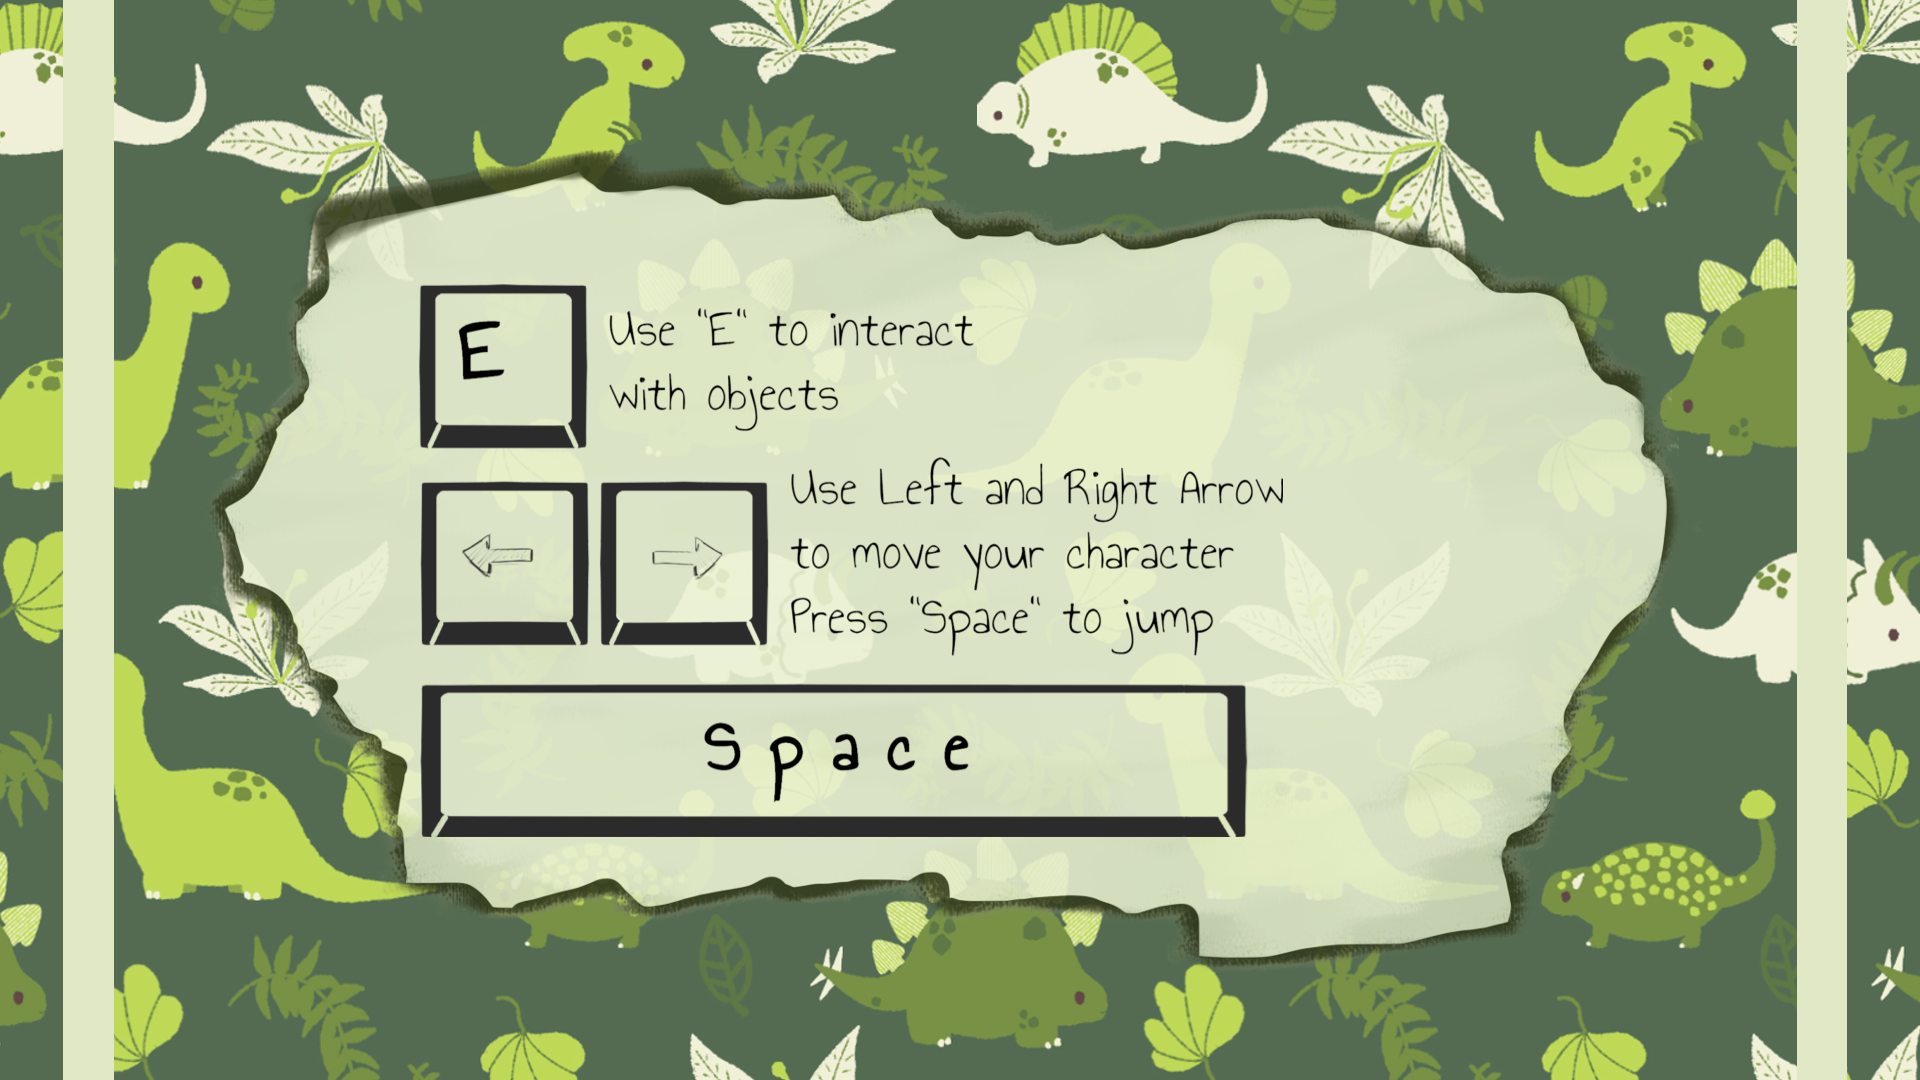 E
Use "E" to interact
with objects
Use Left and Right Arrow
to move your character
Press "Space" to jump
Space